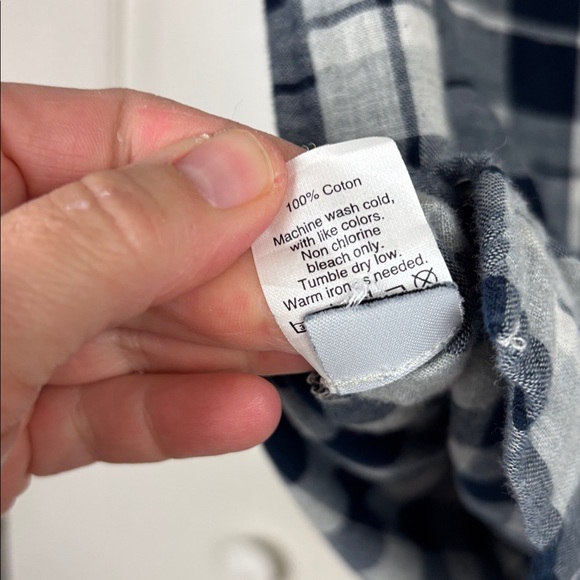 100% Coton
Machine wash cold,
with like colors.
Non chlorine
bleach only.
Tumble dry low.
Warm iron s needed.